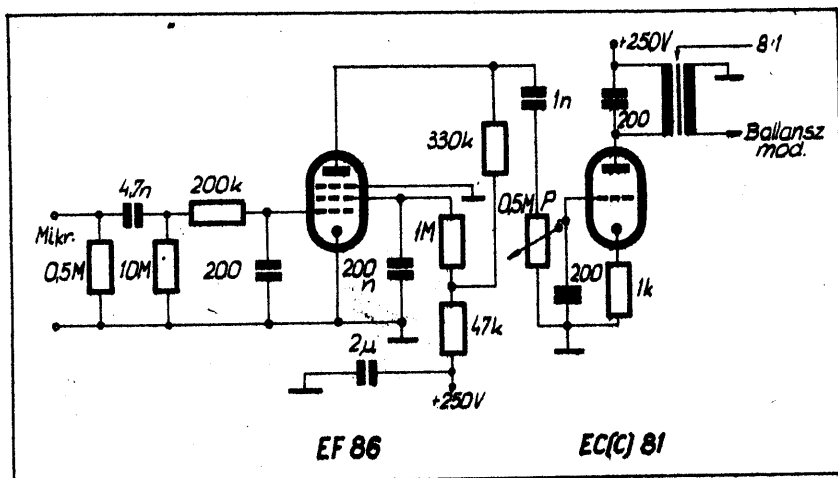 +250V
8:1
1n
200
330k
Ballansz
mod.
4,7n
200k
0,5M P
Mikr.
0,5M
10M
200
200
n
1M
200
1k
47k
2µ
+250V
EF 86
EC(C) 81